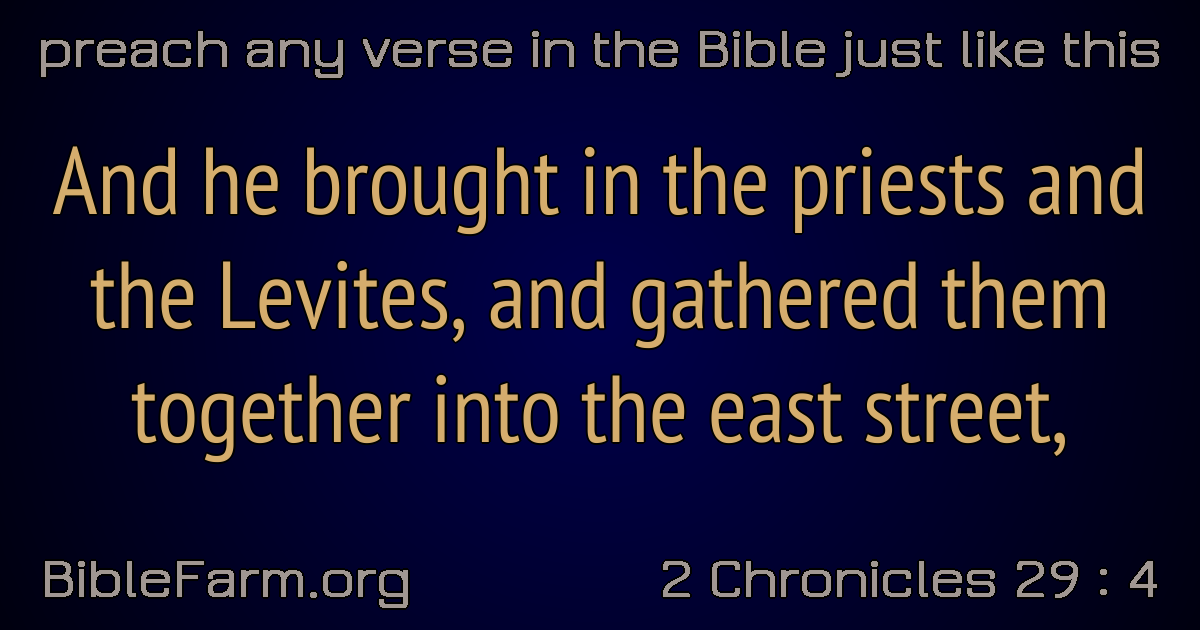 preach any verse in the Bible just like this
And he brought in the priests and
the Levites, and gathered them
together into the east street,
BibleFarm.org
2 Chronicles 29 : 4